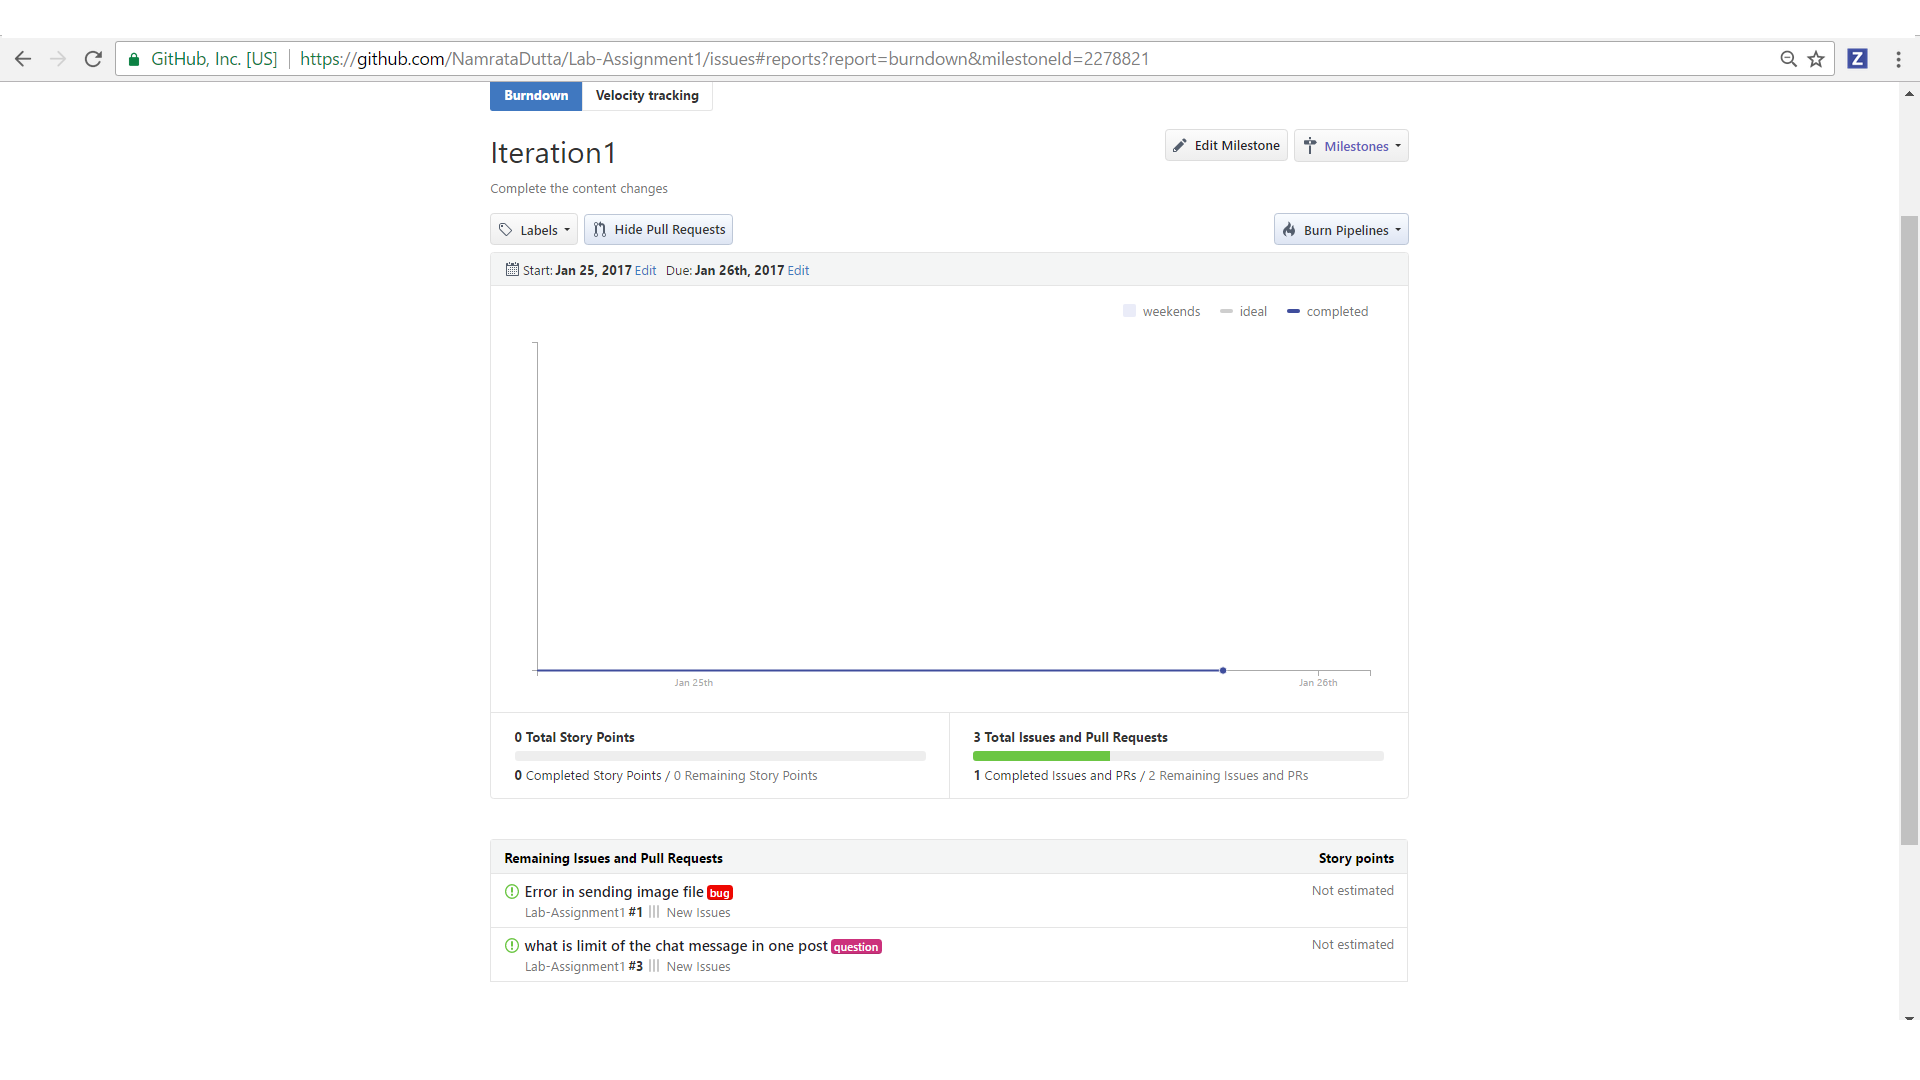 GitHub, Inc. [US] https://github.com/NamrataDutta/Lab-Assignment1/issues#reports?report=burndown&milestoneId=2278821 Z
Burndown Velocity tracking
Iteration1 Edit Milestone Milestones
Complete the content changes
Labels Hide Pull Requests Burn Pipelines
Start: Jan 25, 2017 Edit Due: Jan 26th, 2017 Edit
weekends ideal completed
Jan 25th Jan 26th
0 Total Story Points
0 Completed Story Points / 0 Remaining Story Points
3 Total Issues and Pull Requests
1 Completed Issues and PRs / 2 Remaining Issues and PRs
Remaining Issues and Pull Requests Story points
Error in sending image file bug Not estimated
Lab-Assignment1 #1 New Issues
what is limit of the chat message in one post question Not estimated
Lab-Assignment1 #3 New Issues